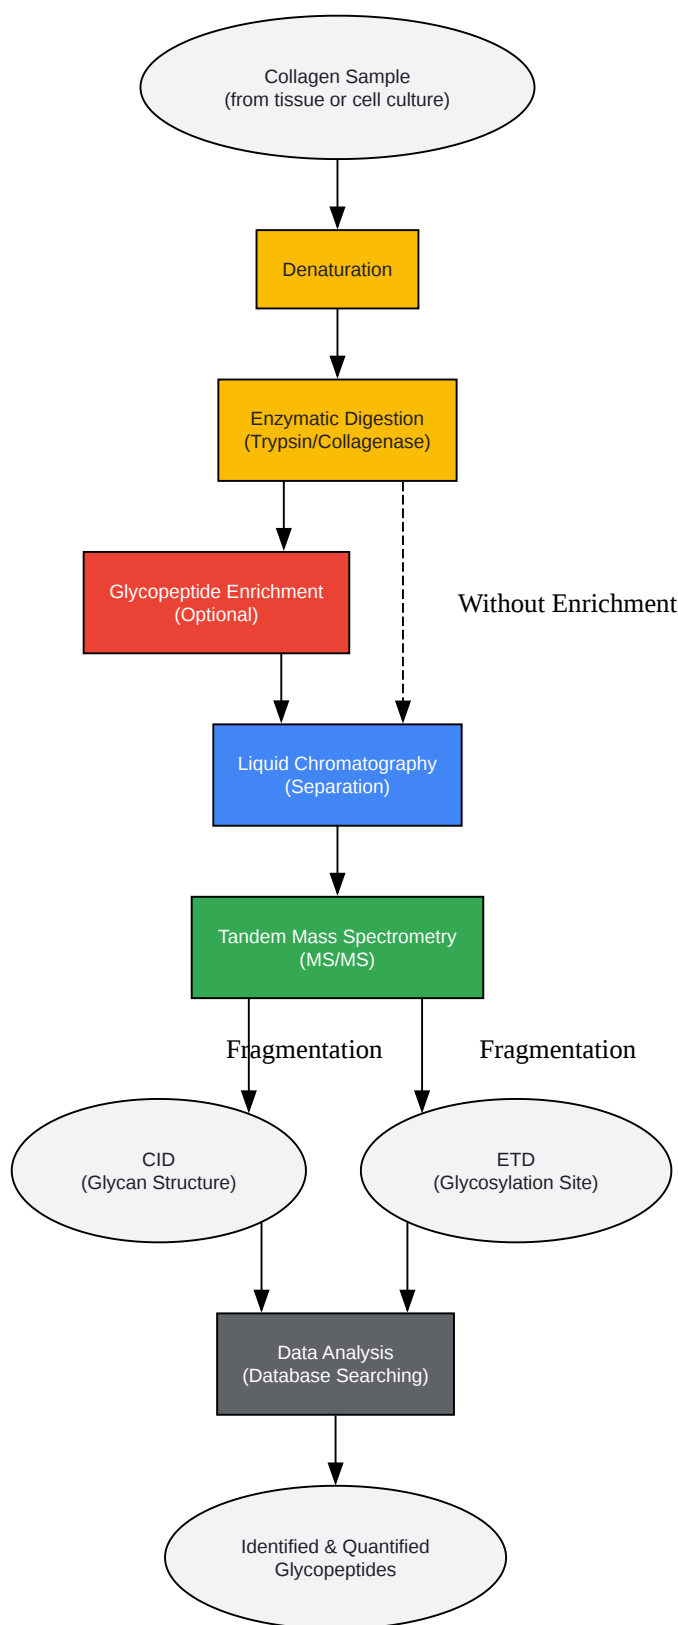 Collagen Sample
(from tissue or cell culture)
Denaturation
Enzymatic Digestion
(Trypsin/Collagenase)
Glycopeptide Enrichment
(Optional)
Without Enrichment
Liquid Chromatography
(Separation)
Tandem Mass Spectrometry
(MS/MS)
Fragmentation
Fragmentation
CID
(Glycan Structure)
ETD
(Glycosylation Site)
Data Analysis
(Database Searching)
Identified & Quantified
Glycopeptides